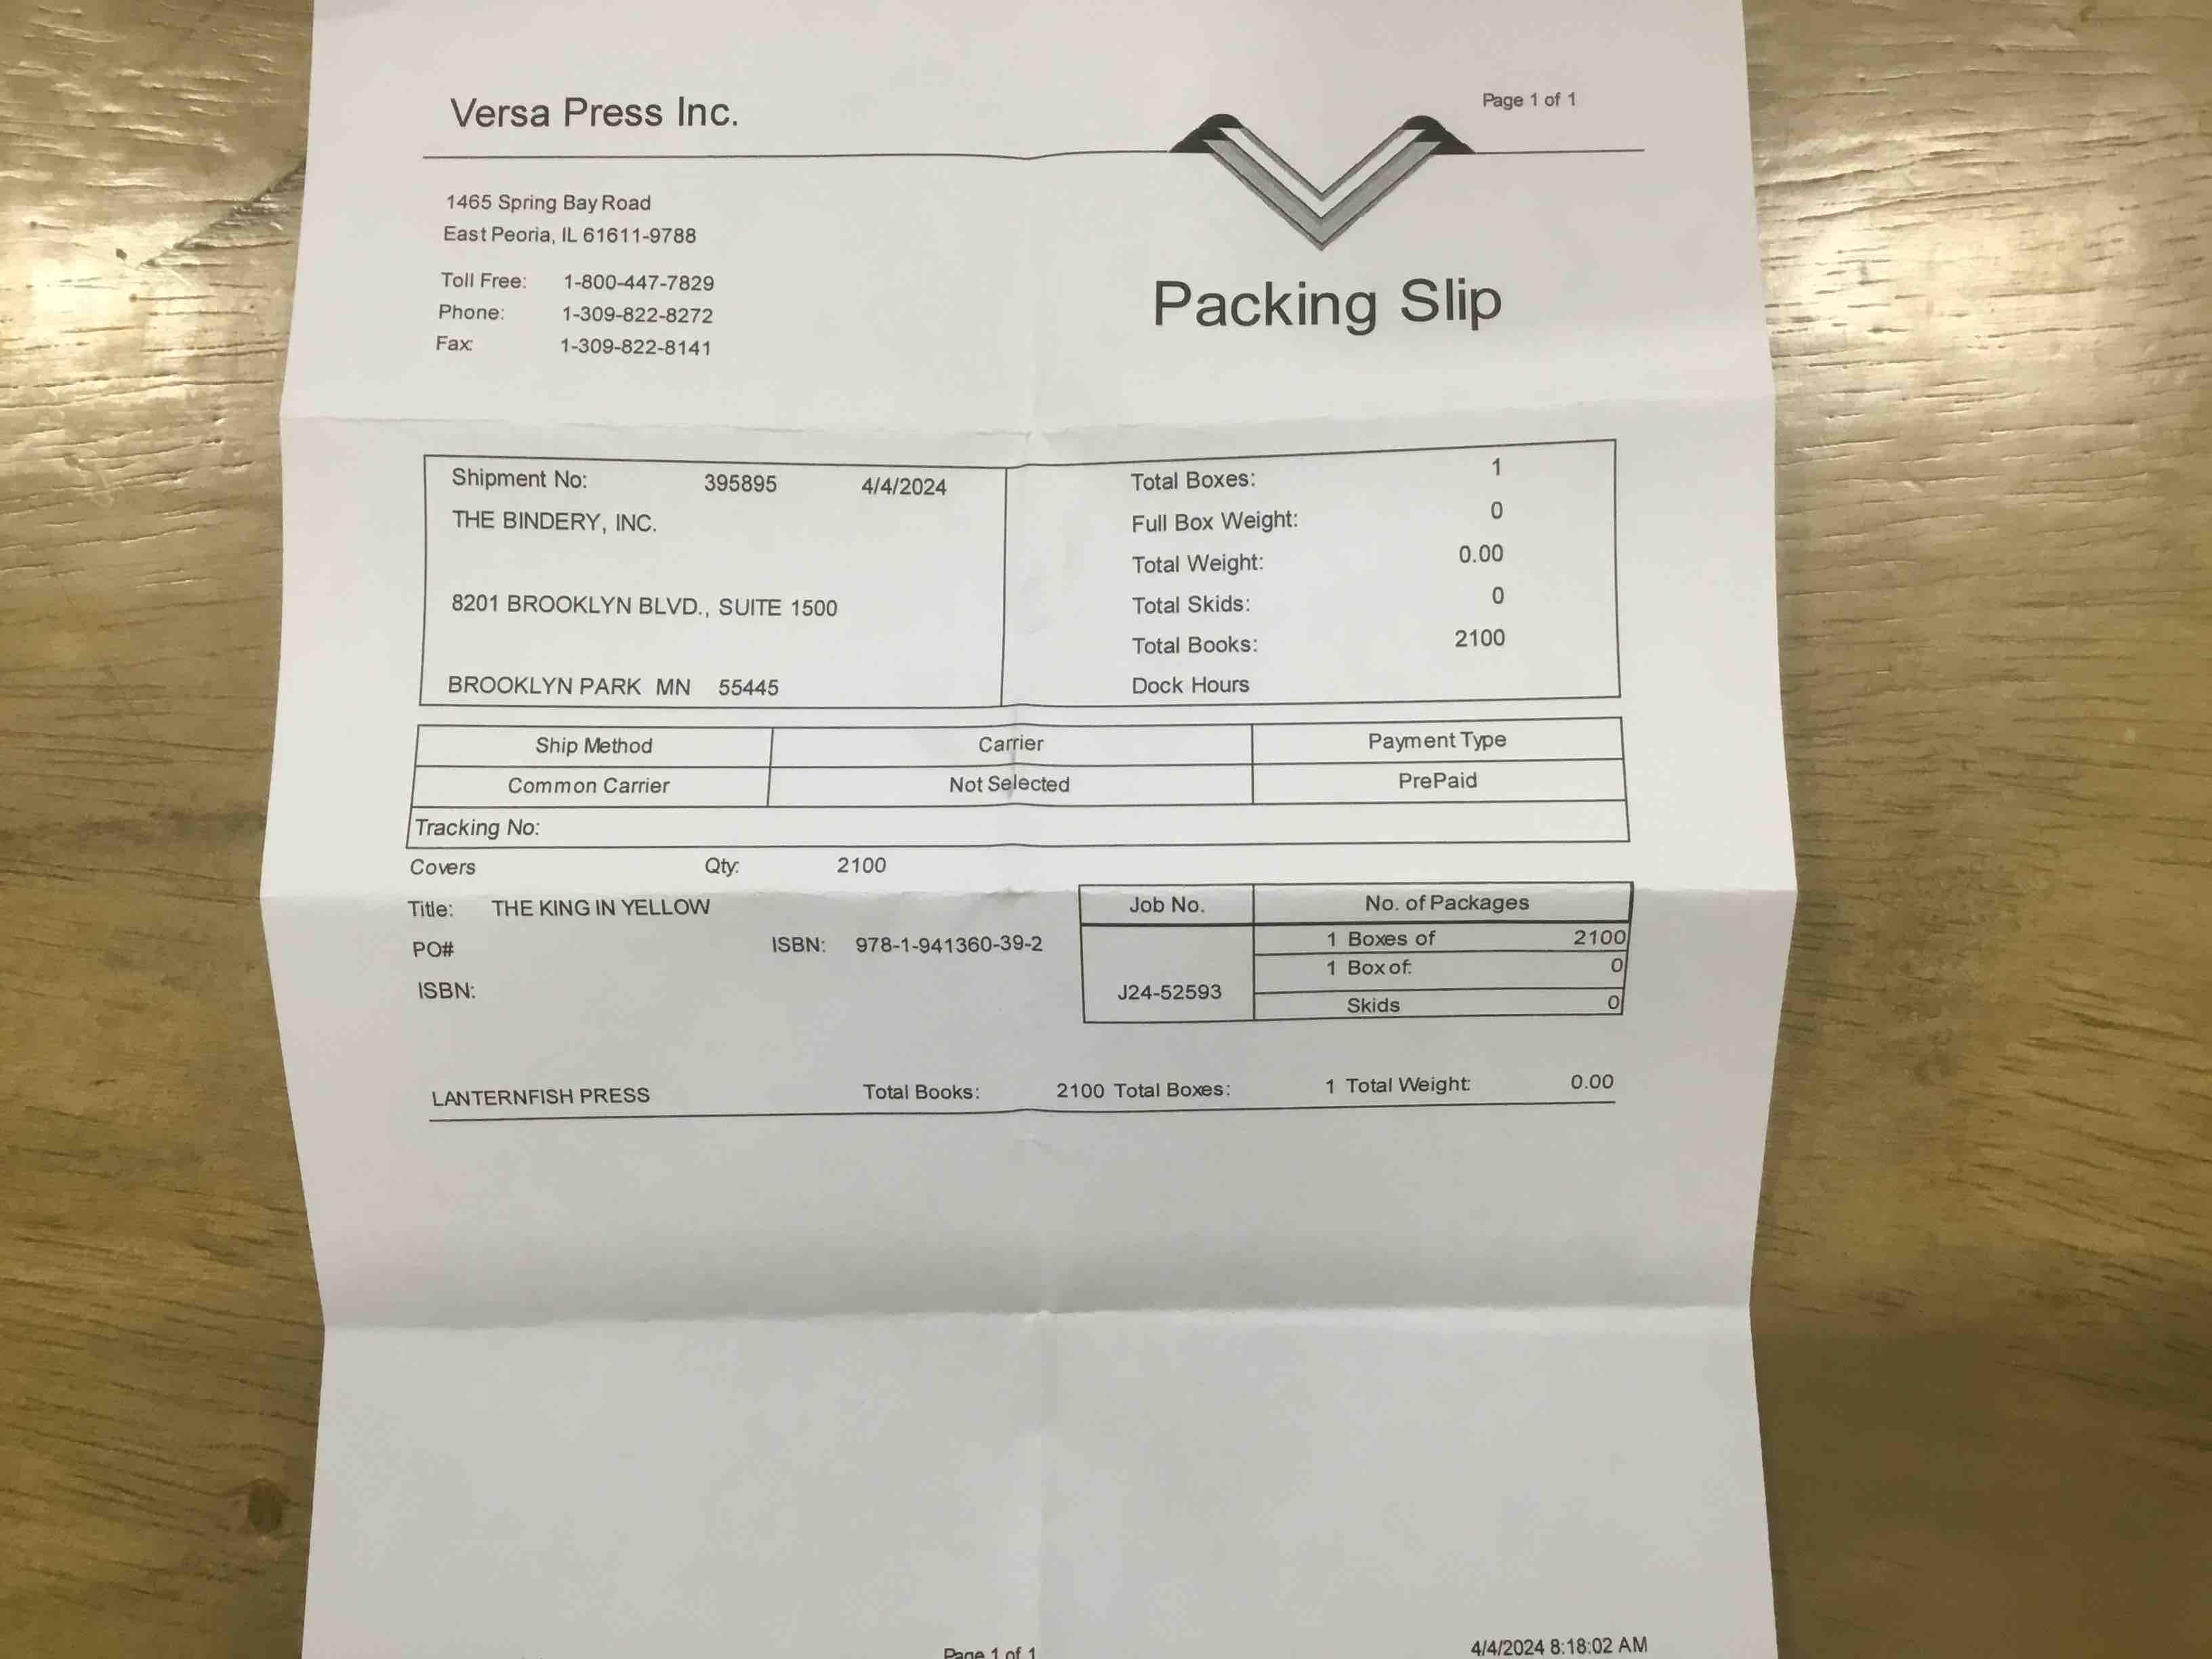 Page 1 of 1
Versa Press Inc.
1465 Spring Bay Road
East Peoria, IL 61611-9788
Toll Free: 1-800-447-7829
Phone: 1-309-822-8272
Fax: 1-309-822-8141
Packing Slip
Shipment No: 395895 4/4/2024
THE BINDERY, INC.
8201 BROOKLYN BLVD., SUITE 1500
BROOKLYN PARK MN 55445
Total Boxes: 1
Full Box Weight: 0
Total Weight: 0.00
Total Skids: 0
Total Books: 2100
Dock Hours
Ship Method Carrier Payment Type
Common Carrier Not Selected PrePaid
Tracking No:
Covers Qty: 2100
Title: THE KING IN YELLOW
PO# ISBN: 978-1-941360-39-2
ISBN:
Job No. No. of Packages
1 Boxes of 2100
1 Box of: 0
J24-52593
Skids 0
LANTERNFISH PRESS Total Books: 2100 Total Boxes: 1 Total Weight: 0.00
Page 1 of 1
4/4/2024 8:18:02 AM